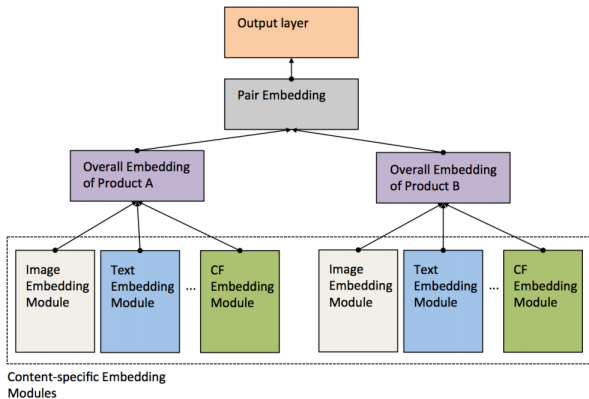 Output layer
Pair Embedding
Overall Embedding
of Product A
Overall Embedding
of Product B
Image
Embedding
Module
Text
Embedding
Module
...
CF
Embedding
Module
Image
Embedding
Module
Text
Embedding
Module
...
CF
Embedding
Module
Content-specific Embedding
Modules